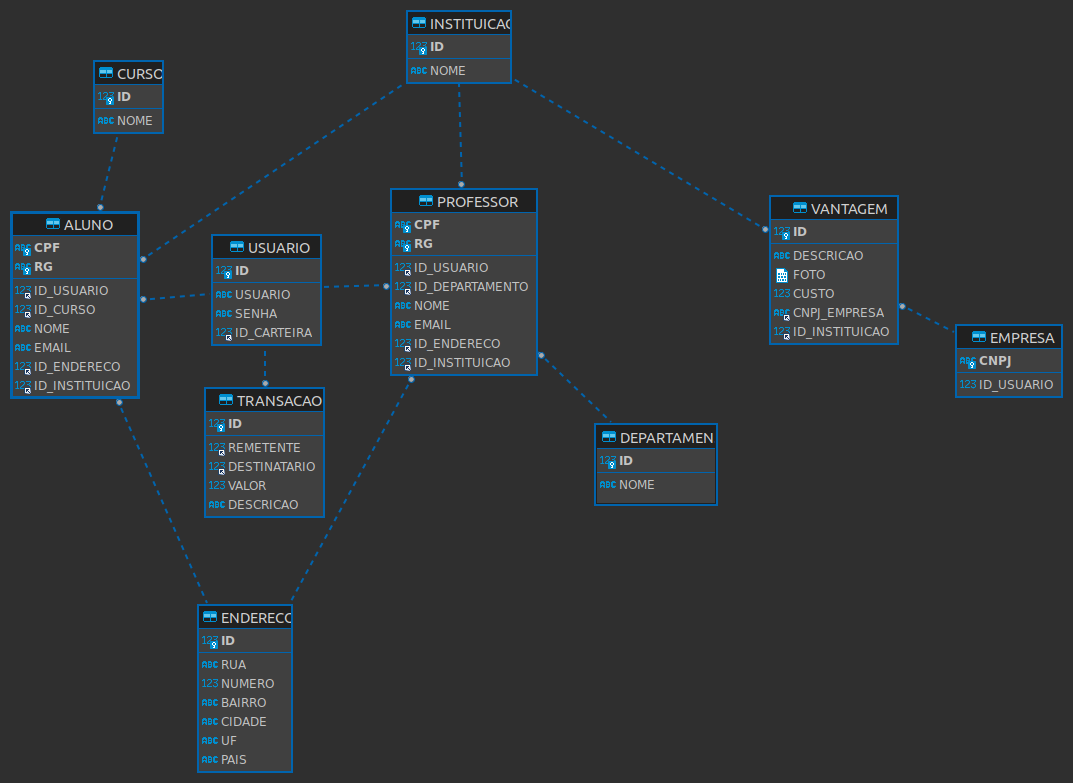 INSTITUICAO
123 ID
ABC NOME
CURSO
123 ID
ABC NOME
ALUNO
ABC CPF
ABC RG
123 ID_USUARIO
123 ID_CURSO
ABC NOME
ABC EMAIL
123 ID_ENDERECO
123 ID_INSTITUICAO
USUARIO
123 ID
ABC USUARIO
ABC SENHA
123 ID_CARTEIRA
PROFESSOR
ABC CPF
ABC RG
123 ID_USUARIO
123 ID_DEPARTAMENTO
ABC NOME
ABC EMAIL
123 ID_ENDERECO
123 ID_INSTITUICAO
VANTAGEM
123 ID
ABC DESCRICAO
FOTO
123 CUSTO
ABC CNPJ_EMPRESA
123 ID_INSTITUICAO
EMPRESA
ABC CNPJ
123 ID_USUARIO
TRANSACAO
123 ID
123 REMETENTE
123 DESTINATARIO
123 VALOR
ABC DESCRICAO
DEPARTAMEN
123 ID
ABC NOME
ENDERECO
123 ID
ABC RUA
123 NUMERO
ABC BAIRRO
ABC CIDADE
ABC UF
ABC PAIS